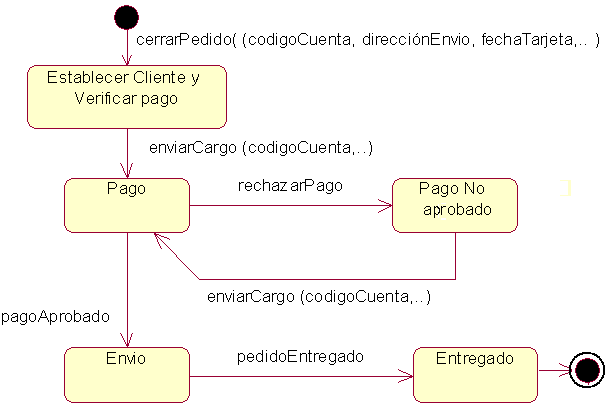 cerrarPedido( (codigoCuenta, direcciónEnvio, fechaTarjeta,.. )
Establecer Cliente y
Verificar pago
enviarCargo (codigoCuenta,..)
Pago
rechazarPago
Pago No
aprobado
enviarCargo (codigoCuenta,..)
pagoAprobado
Envio
pedidoEntregado
Entregado